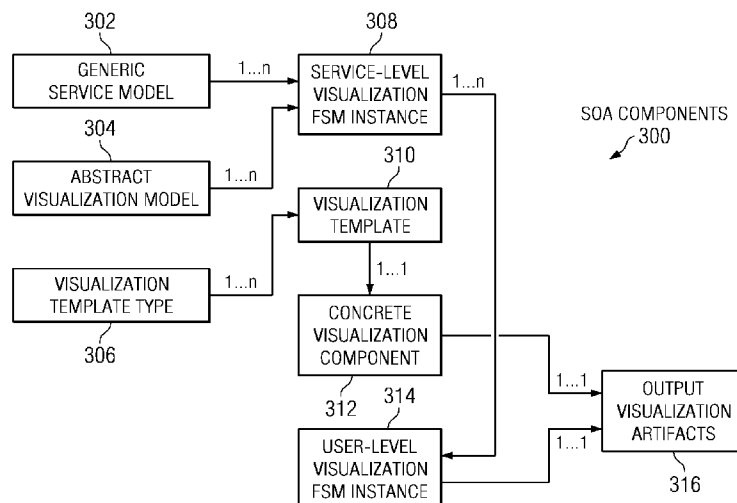 302
GENERIC
SERVICE MODEL
1...n
308
SERVICE-LEVEL
VISUALIZATION
FSM INSTANCE
1...n
304
ABSTRACT
VISUALIZATION MODEL
1...n
SOA COMPONENTS
300
310
VISUALIZATION
TEMPLATE
VISUALIZATION
TEMPLATE TYPE
306
1...n
1...1
CONCRETE
VISUALIZATION
COMPONENT
312
1...1
314
USER-LEVEL
VISUALIZATION
FSM INSTANCE
1...1
OUTPUT
VISUALIZATION
ARTIFACTS
316